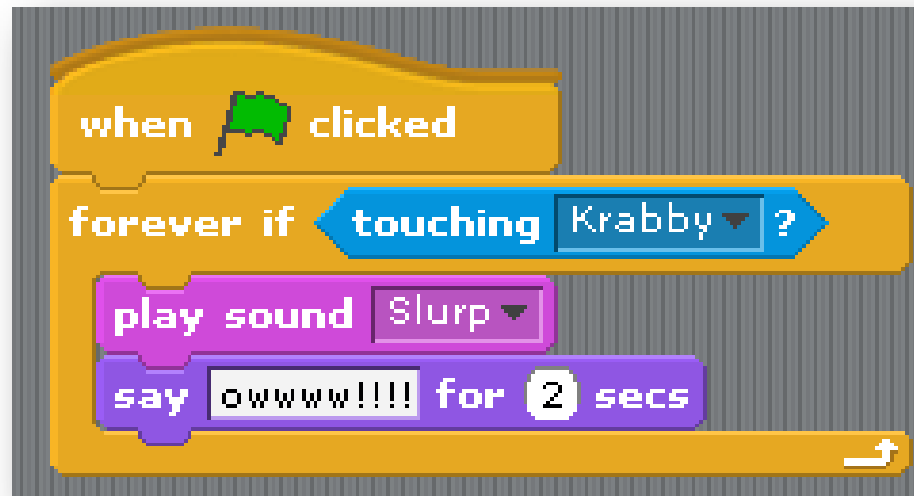 when clicked
forever if touching Krabby ?
play sound Slurp
say owwww!!!! for 2 secs